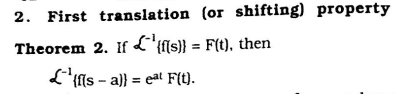 2. First translation (or shifting) property
Theorem 2. If ℒ⁻¹{f(s)} = F(t), then
ℒ⁻¹{f(s – a)} = eᵃᵗ F(t).